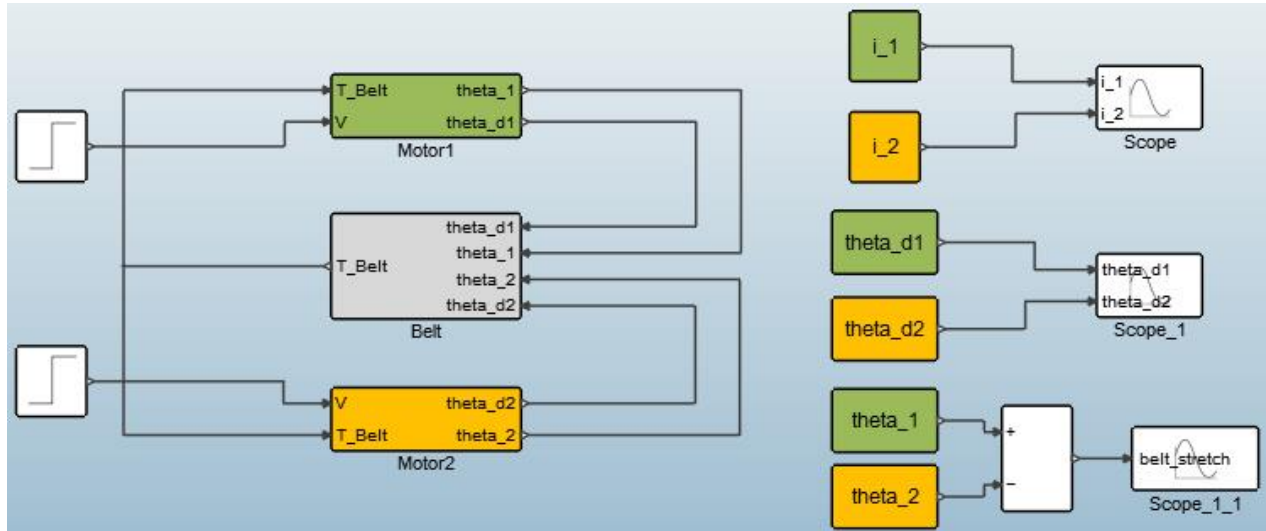 T_Belt theta_1
V theta_d1
Motor1
theta_d1
theta_1
T_Belt
theta_2
theta_d2
Belt
V theta_d2
T_Belt theta_2
Motor2
i_1
i_2
i_1
i_2
Scope
theta_d1
theta_d2
theta_d1
theta_d2
Scope_1
theta_1
theta_2
+
−
belt_stretch
Scope_1_1